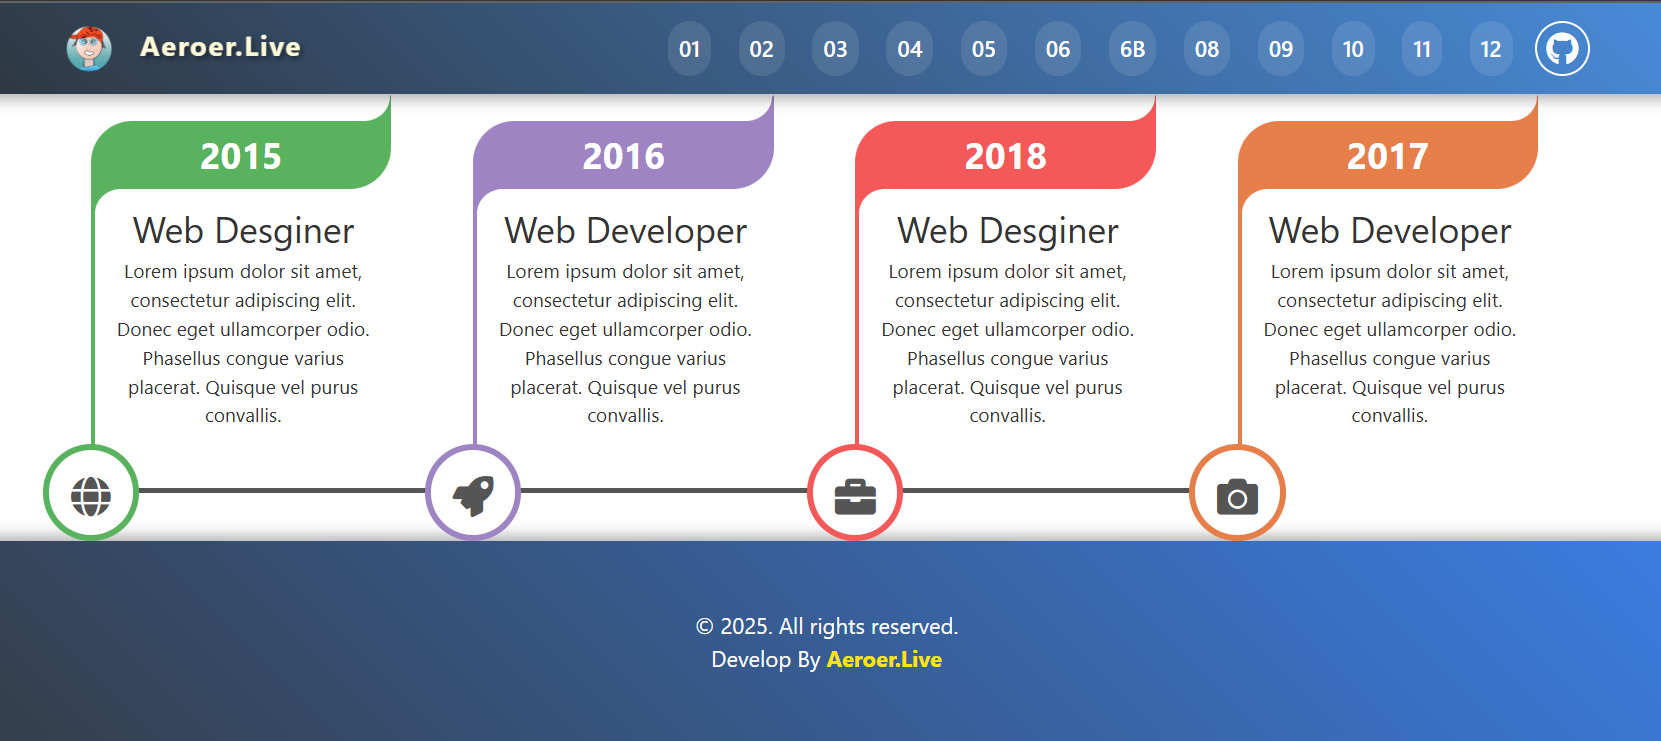 Aeroer.Live
01 02 03 04 05 06 6B 08 09 10 11 12
2015
Web Desginer
Lorem ipsum dolor sit amet,
consectetur adipiscing elit.
Donec eget ullamcorper odio.
Phasellus congue varius
placerat. Quisque vel purus
convallis.
2016
Web Developer
Lorem ipsum dolor sit amet,
consectetur adipiscing elit.
Donec eget ullamcorper odio.
Phasellus congue varius
placerat. Quisque vel purus
convallis.
2018
Web Desginer
Lorem ipsum dolor sit amet,
consectetur adipiscing elit.
Donec eget ullamcorper odio.
Phasellus congue varius
placerat. Quisque vel purus
convallis.
2017
Web Developer
Lorem ipsum dolor sit amet,
consectetur adipiscing elit.
Donec eget ullamcorper odio.
Phasellus congue varius
placerat. Quisque vel purus
convallis.
© 2025. All rights reserved.
Develop By Aeroer.Live